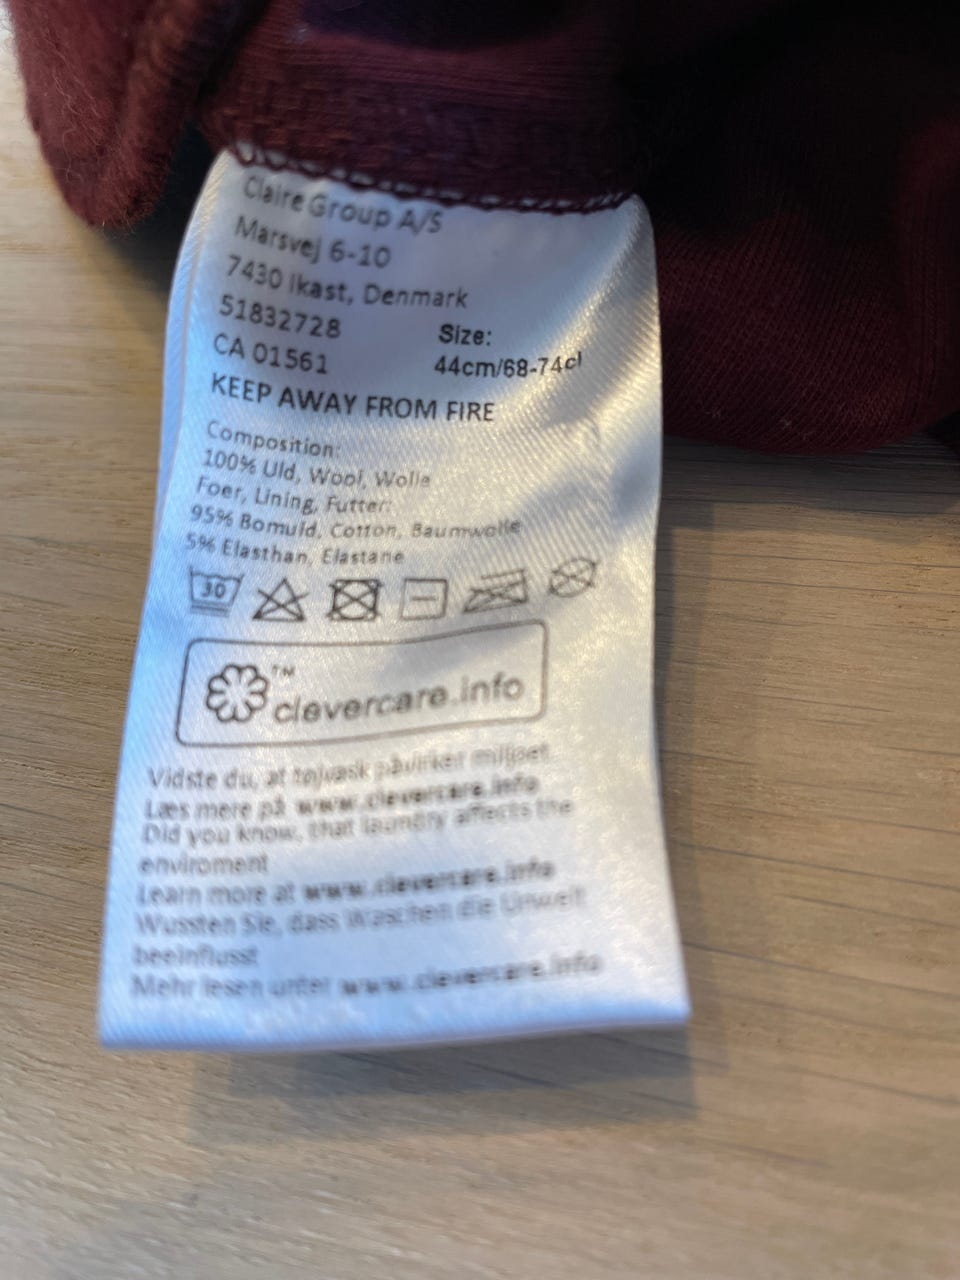 Claire Group A/S
Marsvej 6-10
7430 Ikast, Denmark
51832728
CA 01561
Size:
44cm/68-74cl
KEEP AWAY FROM FIRE
Composition:
100% Uld, Wool, Wolle
Foer, Lining, Futter:
95% Bomuld, Cotton, Baumwolle
5% Elasthan, Elastane
30
clevercare.info™
Vidste du, at tøjvask påvirker miljøet.
Læs mere på www.clevercare.info
Did you know, that laundry affects the
enviroment
Learn more at www.clevercare.info
Wussten Sie, dass Waschen die Umwelt
beeinflusst
Mehr lesen unter www.clevercare.info